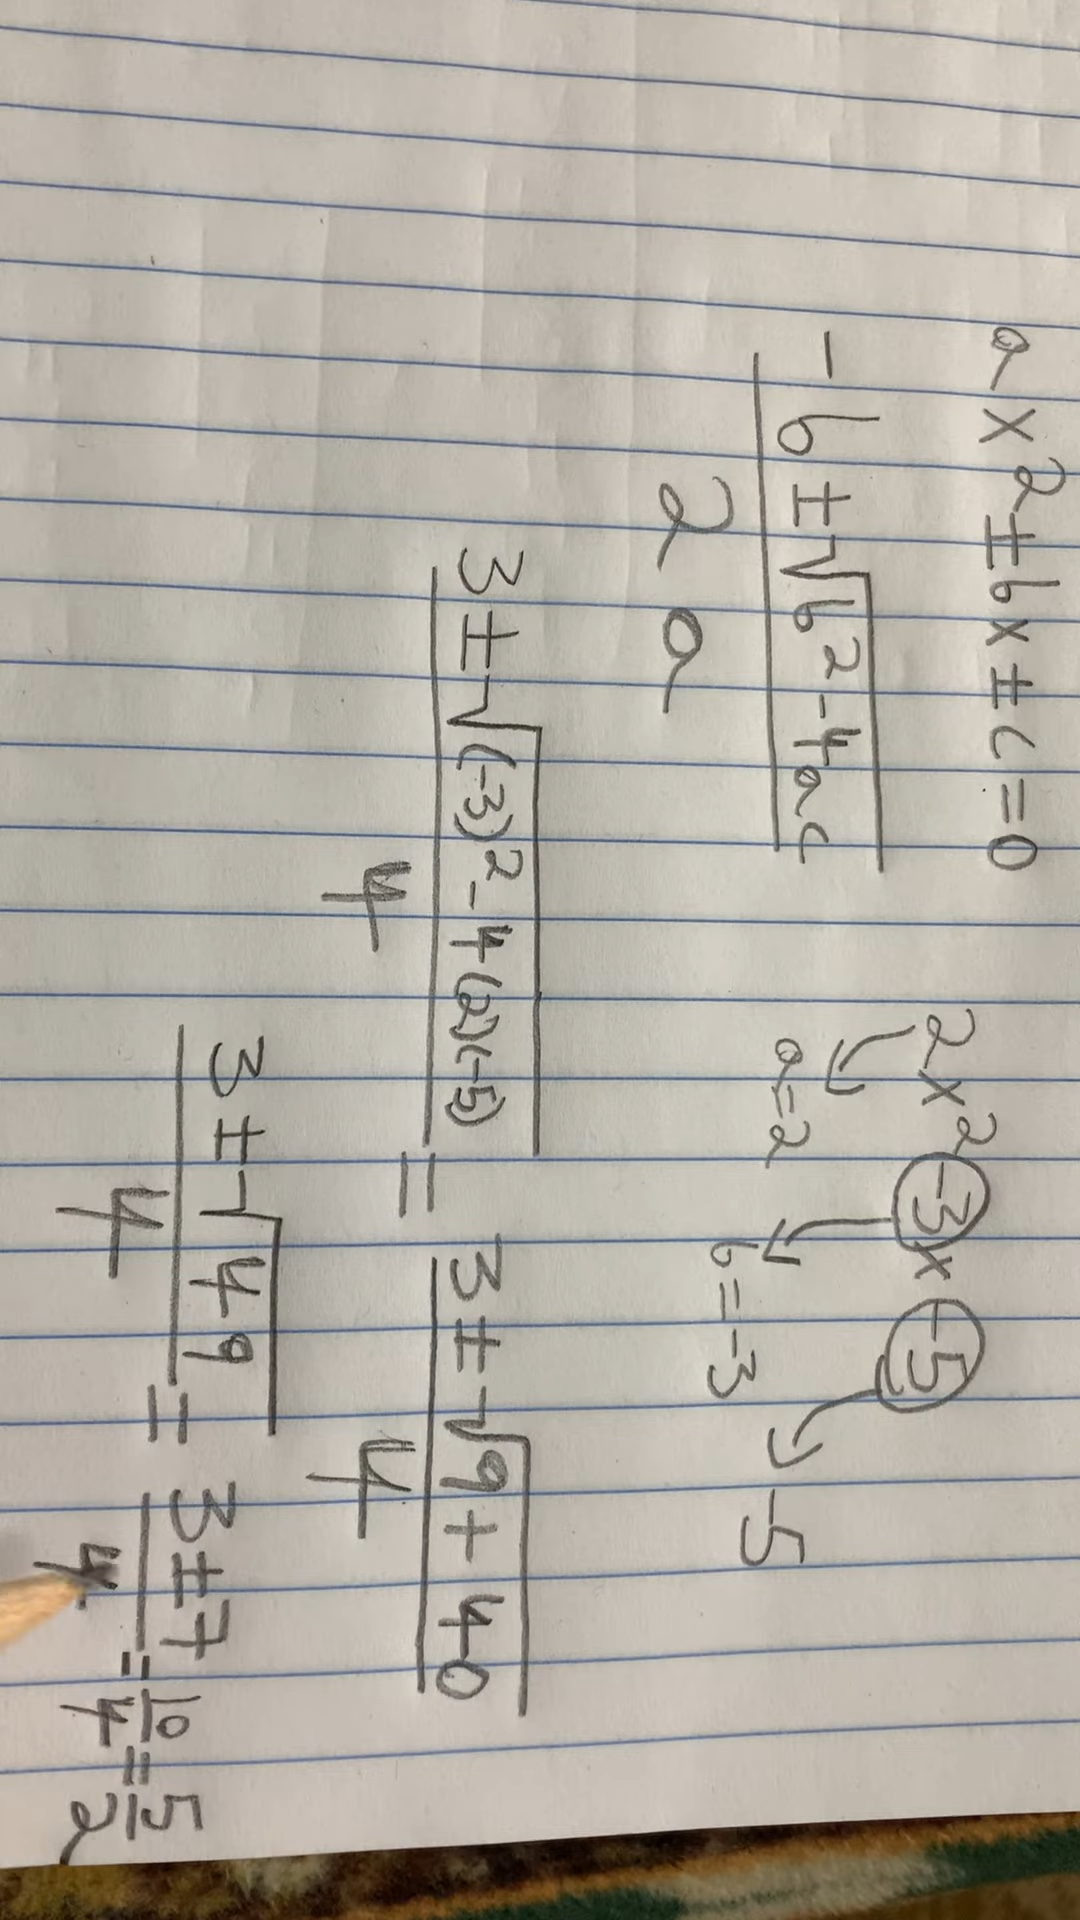 ax²±bx±c=0
-b±√b²-4ac
2a
2x²-3x-5
a=2
b=-3
-5
3±√(-3)²-4(2)(-5) = 3±√9+40
4 4
3±√49 = 3±7 = 10 = 5
4 4 4 2